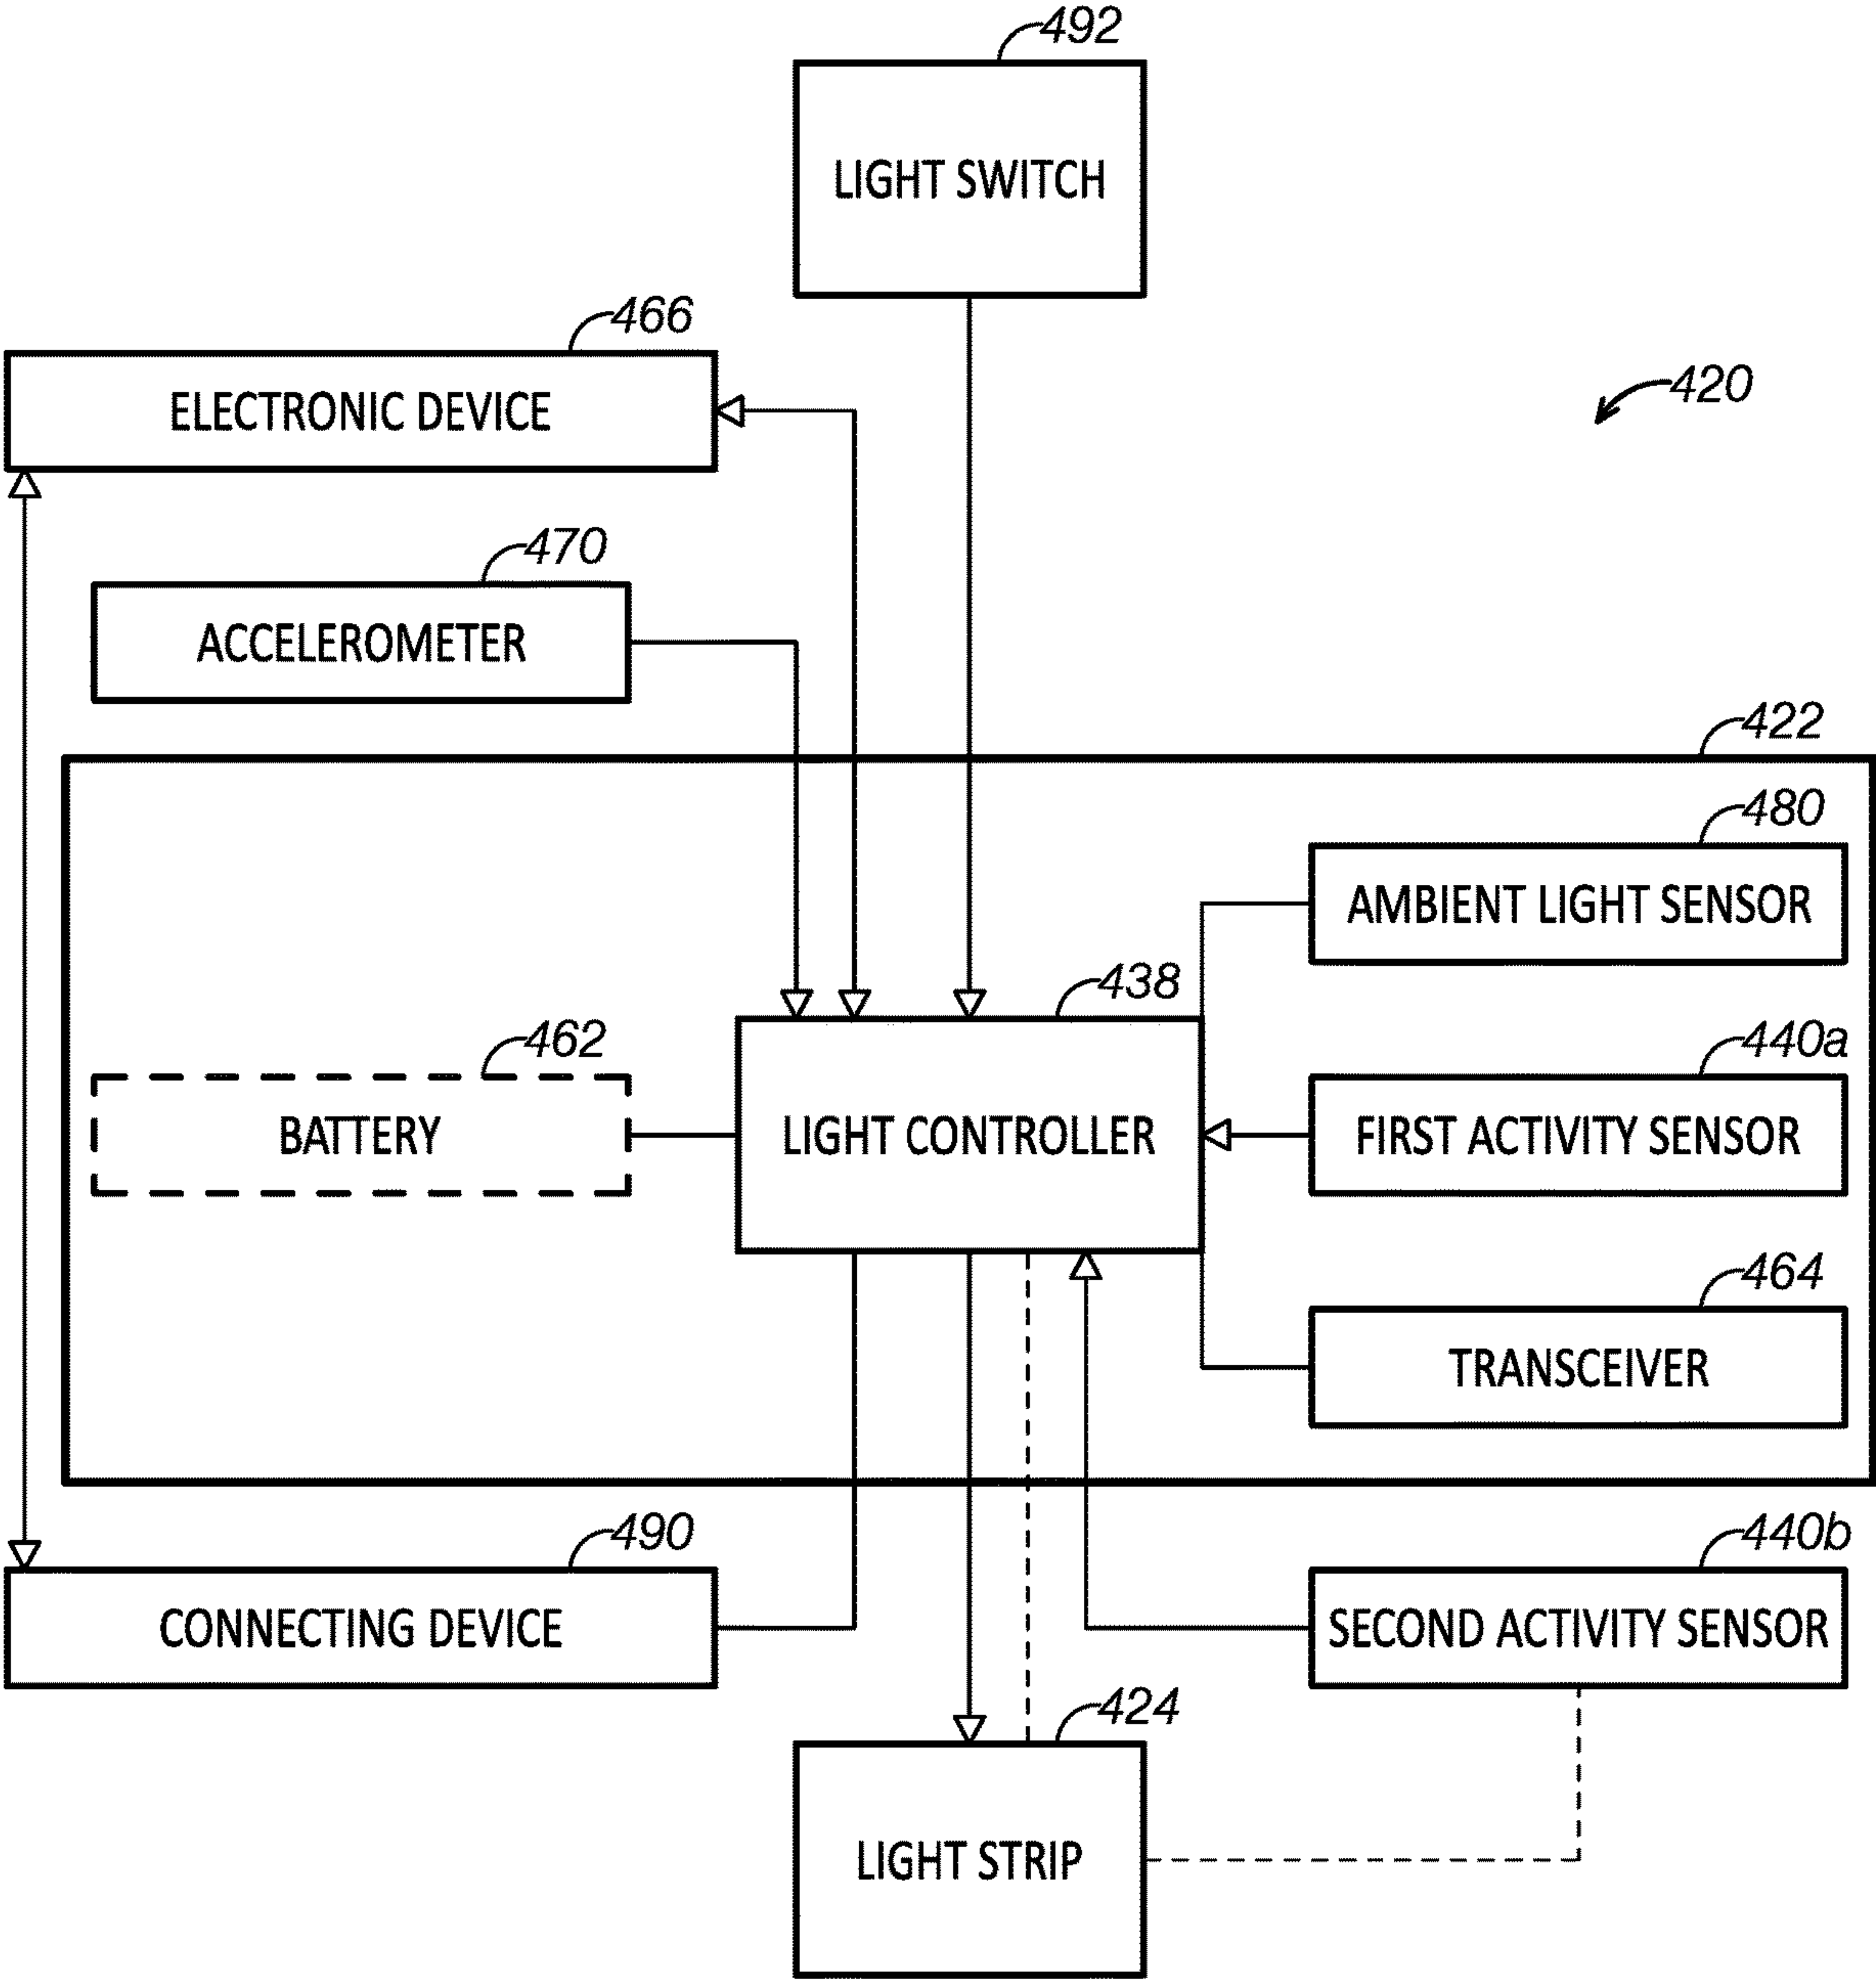 492
LIGHT SWITCH
466
ELECTRONIC DEVICE
420
470
ACCELEROMETER
422
480
AMBIENT LIGHT SENSOR
438
462
440a
BATTERY
LIGHT CONTROLLER
FIRST ACTIVITY SENSOR
464
TRANSCEIVER
490
440b
CONNECTING DEVICE
SECOND ACTIVITY SENSOR
424
LIGHT STRIP